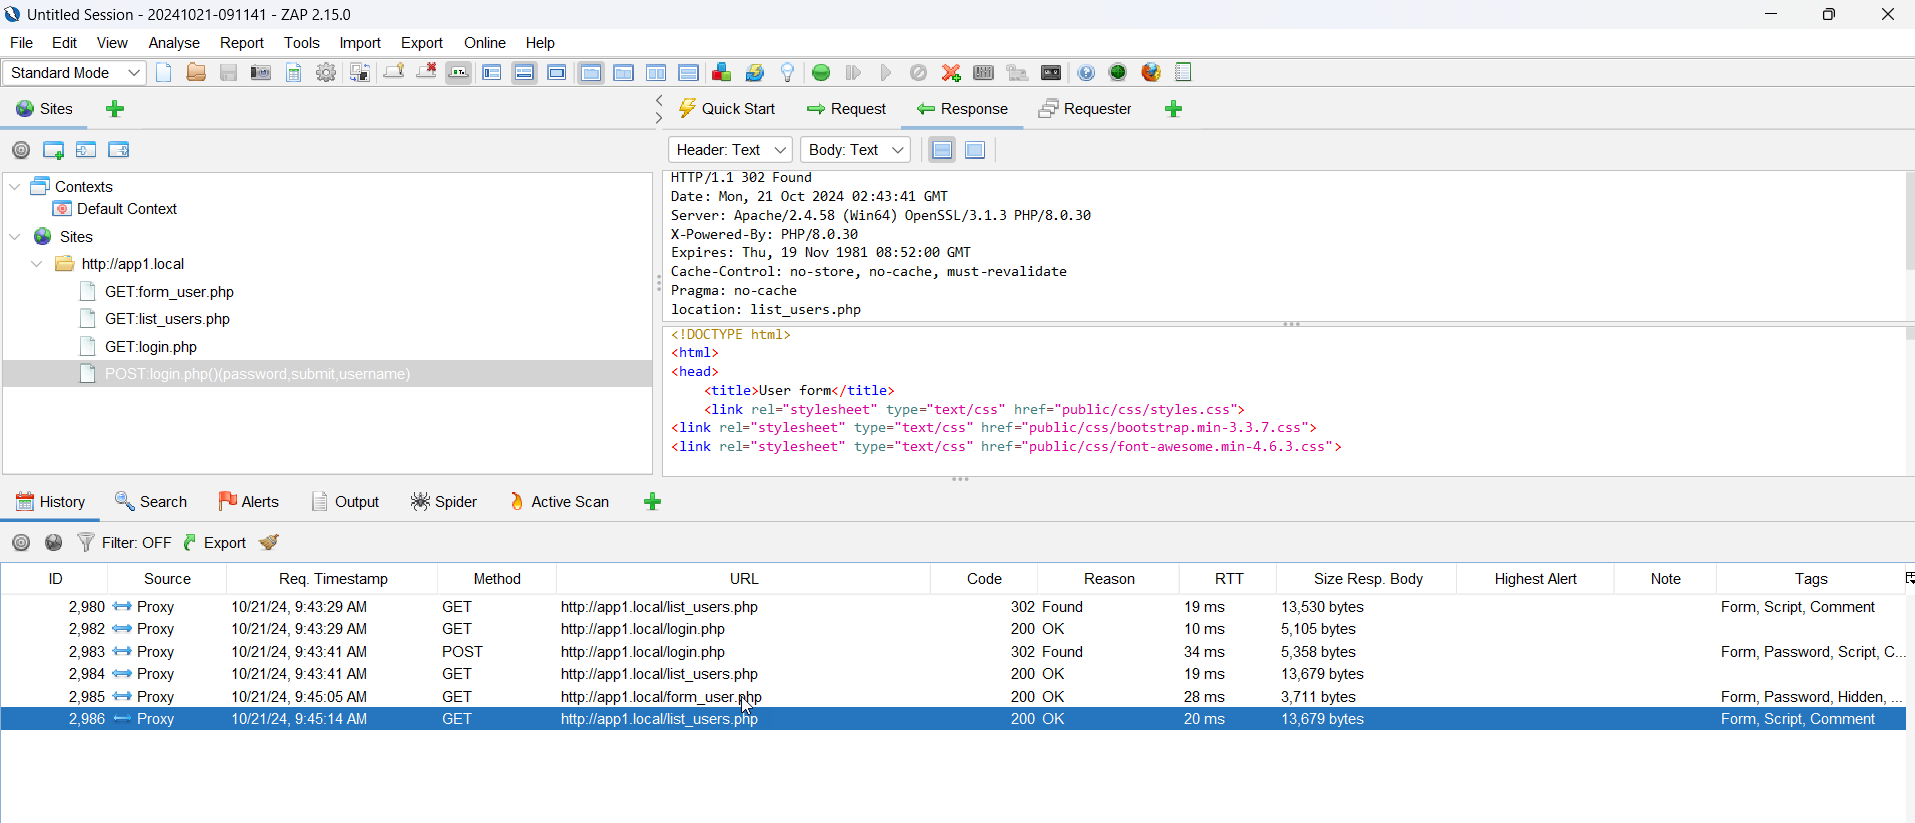 Untitled Session - 20241021-091141 - ZAP 2.15.0
File Edit View Analyse Report Tools Import Export Online Help
Standard Mode
Sites
Quick Start Request Response Requester
Header: Text Body: Text
Contexts
Default Context
Sites
http://app1.local
GET:form_user.php
GET:list_users.php
GET:login.php
POST:login.php()(password,submit,username)
HTTP/1.1 302 Found
Date: Mon, 21 Oct 2024 02:43:41 GMT
Server: Apache/2.4.58 (Win64) OpenSSL/3.1.3 PHP/8.0.30
X-Powered-By: PHP/8.0.30
Expires: Thu, 19 Nov 1981 08:52:00 GMT
Cache-Control: no-store, no-cache, must-revalidate
Pragma: no-cache
location: list_users.php
<!DOCTYPE html>
<html>
<head>
<title>User form</title>
<link rel="stylesheet" type="text/css" href="public/css/styles.css">
<link rel="stylesheet" type="text/css" href="public/css/bootstrap.min-3.3.7.css">
<link rel="stylesheet" type="text/css" href="public/css/font-awesome.min-4.6.3.css">
History Search Alerts Output Spider Active Scan
Filter: OFF Export
ID Source Req. Timestamp Method URL Code Reason RTT Size Resp. Body Highest Alert Note Tags
2,980 Proxy 10/21/24, 9:43:29 AM GET http://app1.local/list_users.php 302 Found 19 ms 13,530 bytes Form, Script, Comment
2,982 Proxy 10/21/24, 9:43:29 AM GET http://app1.local/login.php 200 OK 10 ms 5,105 bytes
2,983 Proxy 10/21/24, 9:43:41 AM POST http://app1.local/login.php 302 Found 34 ms 5,358 bytes Form, Password, Script, C...
2,984 Proxy 10/21/24, 9:43:41 AM GET http://app1.local/list_users.php 200 OK 19 ms 13,679 bytes
2,985 Proxy 10/21/24, 9:45:05 AM GET http://app1.local/form_user.php 200 OK 28 ms 3,711 bytes Form, Password, Hidden, ...
2,986 Proxy 10/21/24, 9:45:14 AM GET http://app1.local/list_users.php 200 OK 20 ms 13,679 bytes Form, Script, Comment